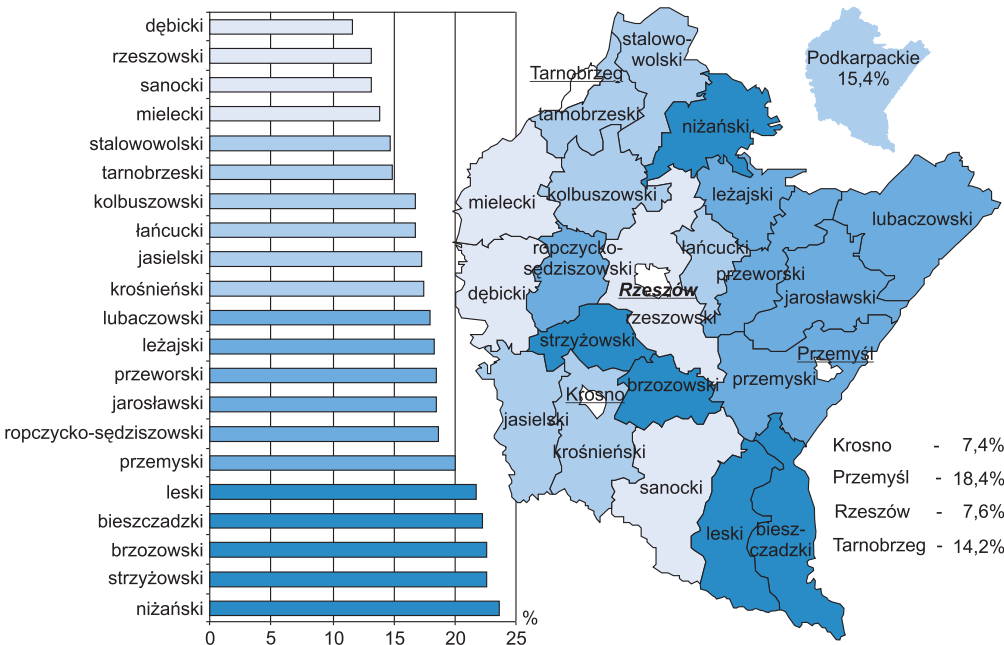 dębicki
rzeszowski
sanocki
mielecki
stalowowolski
tarnobrzeski
kolbuszowski
łańcucki
jasielski
krośnieński
lubaczowski
leżajski
przeworski
jarosławski
ropczycko-sędziszowski
przemyski
leski
bieszczadzki
brzozowski
strzyżowski
niżański
0 5 10 15 20 25
%
stalowo-
wolski
Tarnobrzeg
tarnobrzeski
niżański
mielecki
kolbuszowski
leżajski
lubaczowski
ropczycko-
sędziszowski
łańcucki
przeworski
dębicki
Rzeszów
rzeszowski
jarosławski
strzyżowski
Przemyśl
przemyski
brzozowski
Krosno
jasielski
krośnieński
sanocki
leski
biesz-
czadzki
Podkarpackie
15,4%
Krosno - 7,4%
Przemyśl - 18,4%
Rzeszów - 7,6%
Tarnobrzeg - 14,2%